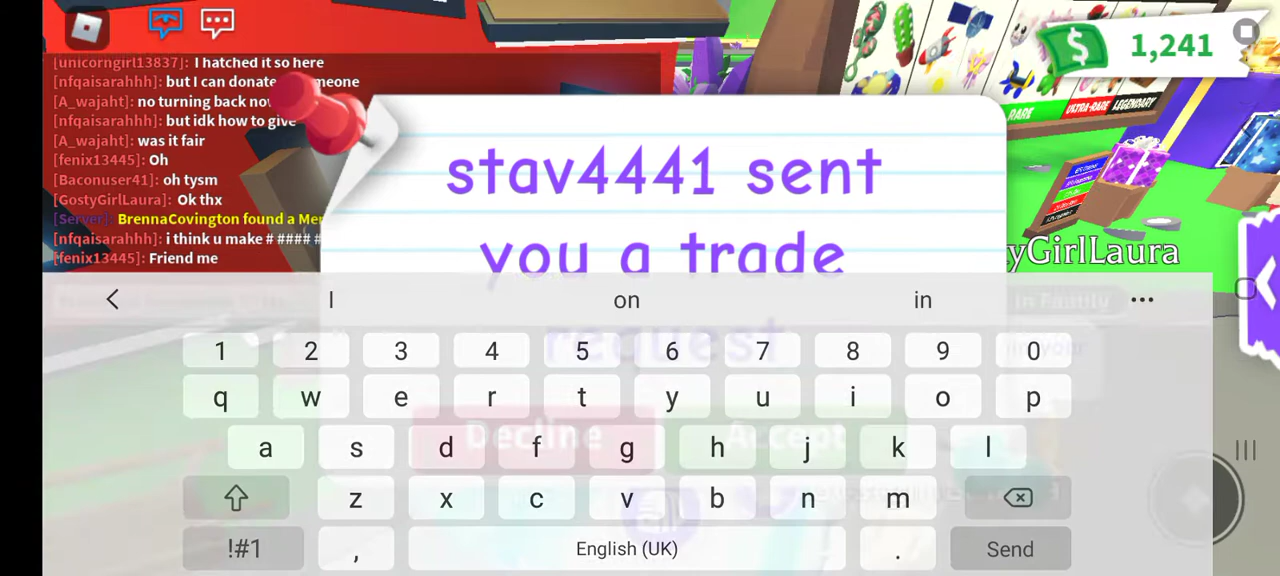 1,241
[unicorngirl13837]: I hatched it so here
[nfqaisarahhh]: but I can donate
[A_wajaht]: no turning back
[nfqaisarahhh]: but idk how to give
[A_wajaht]: was it fair
[fenix13445]: Oh
[Baconuser41]: oh tysm
[GostyGirlLaura]: Ok thx
[Server]: BrennaCovington found a
[nfqaisarahhh]: i think u make # #### #
[fenix13445]: Friend me
RARE ULTRA-RARE LEGENDARY
stav4441 sent
you a trade
request
yGirlLaura
Decline Accept
I on in •••
1 2 3 4 5 6 7 8 9 0
q w e r t y u i o p
a s d f g h j k l
z x c v b n m
!#1 , English (UK) . Send